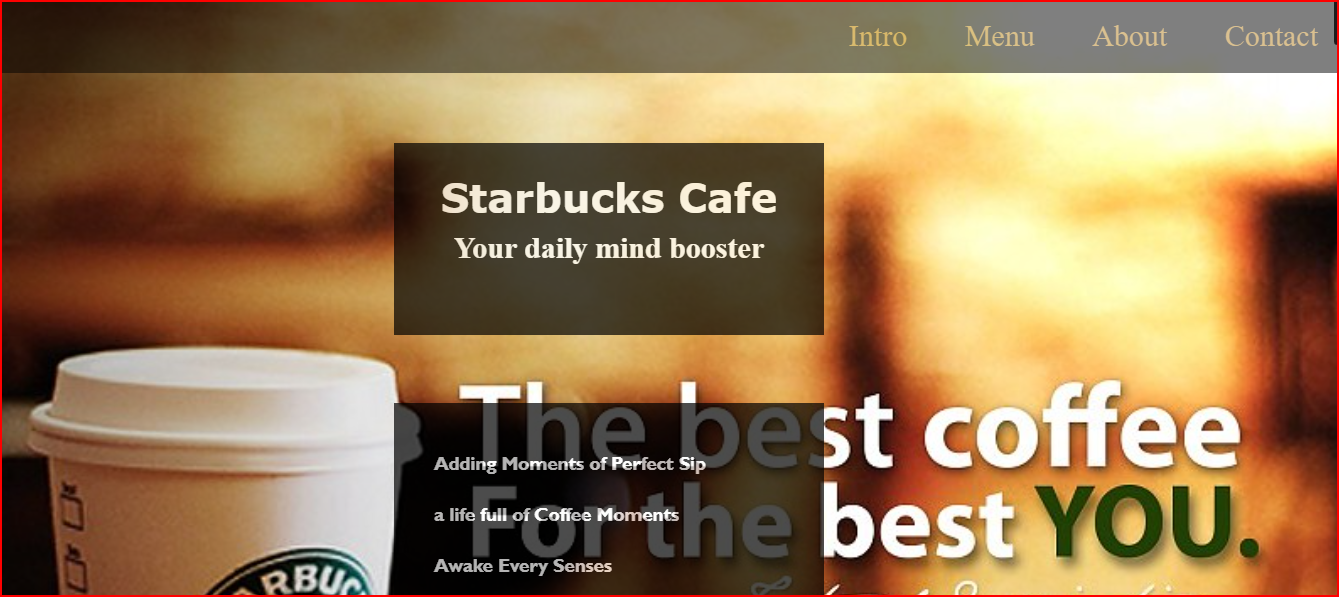 Intro Menu About Contact
Starbucks Cafe
Your daily mind booster
The best coffee
Adding Moments of Perfect Sip
For the best YOU.
a life full of Coffee Moments
Awake Every Senses